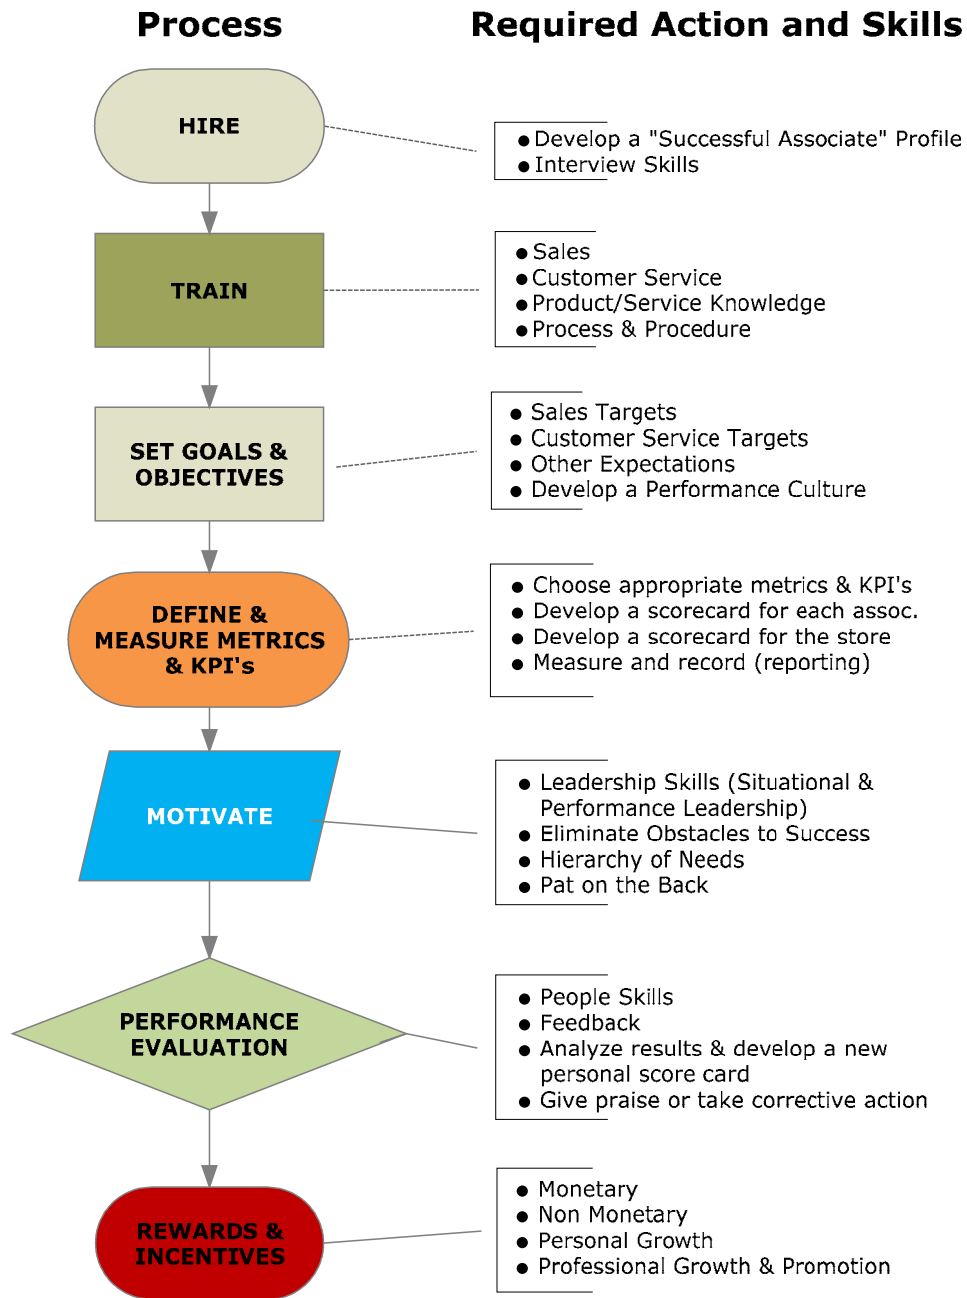 Process
Required Action and Skills
HIRE
● Develop a "Successful Associate" Profile
● Interview Skills
TRAIN
● Sales
● Customer Service
● Product/Service Knowledge
● Process & Procedure
SET GOALS &
OBJECTIVES
● Sales Targets
● Customer Service Targets
● Other Expectations
● Develop a Performance Culture
DEFINE &
MEASURE METRICS
& KPI's
● Choose appropriate metrics & KPI's
● Develop a scorecard for each assoc.
● Develop a scorecard for the store
● Measure and record (reporting)
MOTIVATE
● Leadership Skills (Situational &
Performance Leadership)
● Eliminate Obstacles to Success
● Hierarchy of Needs
● Pat on the Back
PERFORMANCE
EVALUATION
● People Skills
● Feedback
● Analyze results & develop a new
personal score card
● Give praise or take corrective action
REWARDS &
INCENTIVES
● Monetary
● Non Monetary
● Personal Growth
● Professional Growth & Promotion